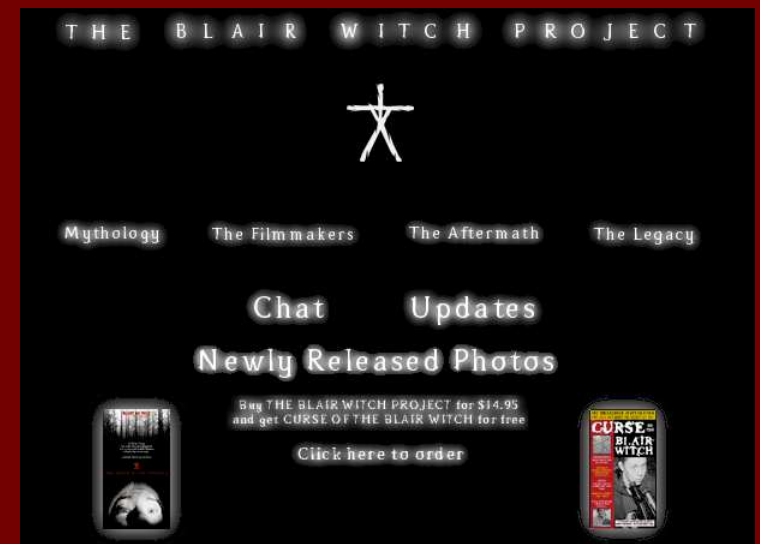 THE BLAIR WITCH PROJECT
Mythology
The Filmmakers
The Aftermath
The Legacy
Chat
Updates
Newly Released Photos
Buy THE BLAIR WITCH PROJECT for $14.95
and get CURSE OF THE BLAIR WITCH for free
Click here to order
CURSE
BLAIR
WITCH